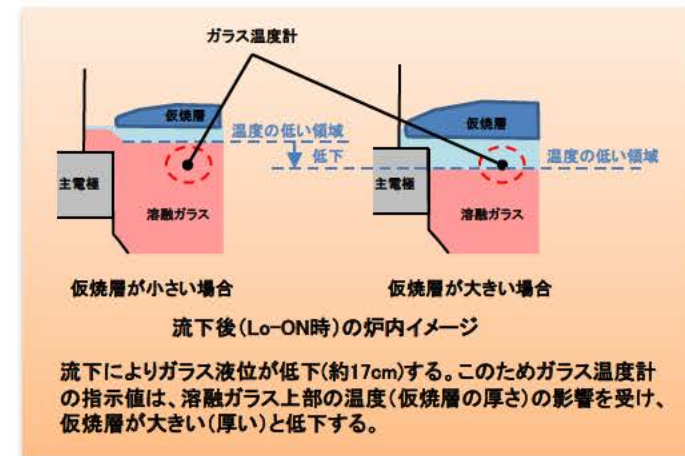 ガラス温度計
仮焼層
温度の低い領域
低下
主電極
溶融ガラス
仮焼層
温度の低い領域
主電極
溶融ガラス
仮焼層が小さい場合
仮焼層が大きい場合
流下後(Lo-ON時)の炉内イメージ
流下によりガラス液位が低下(約17cm)する。このためガラス温度計
の指示値は、溶融ガラス上部の温度(仮焼層の厚さ)の影響を受け、
仮焼層が大きい(厚い)と低下する。